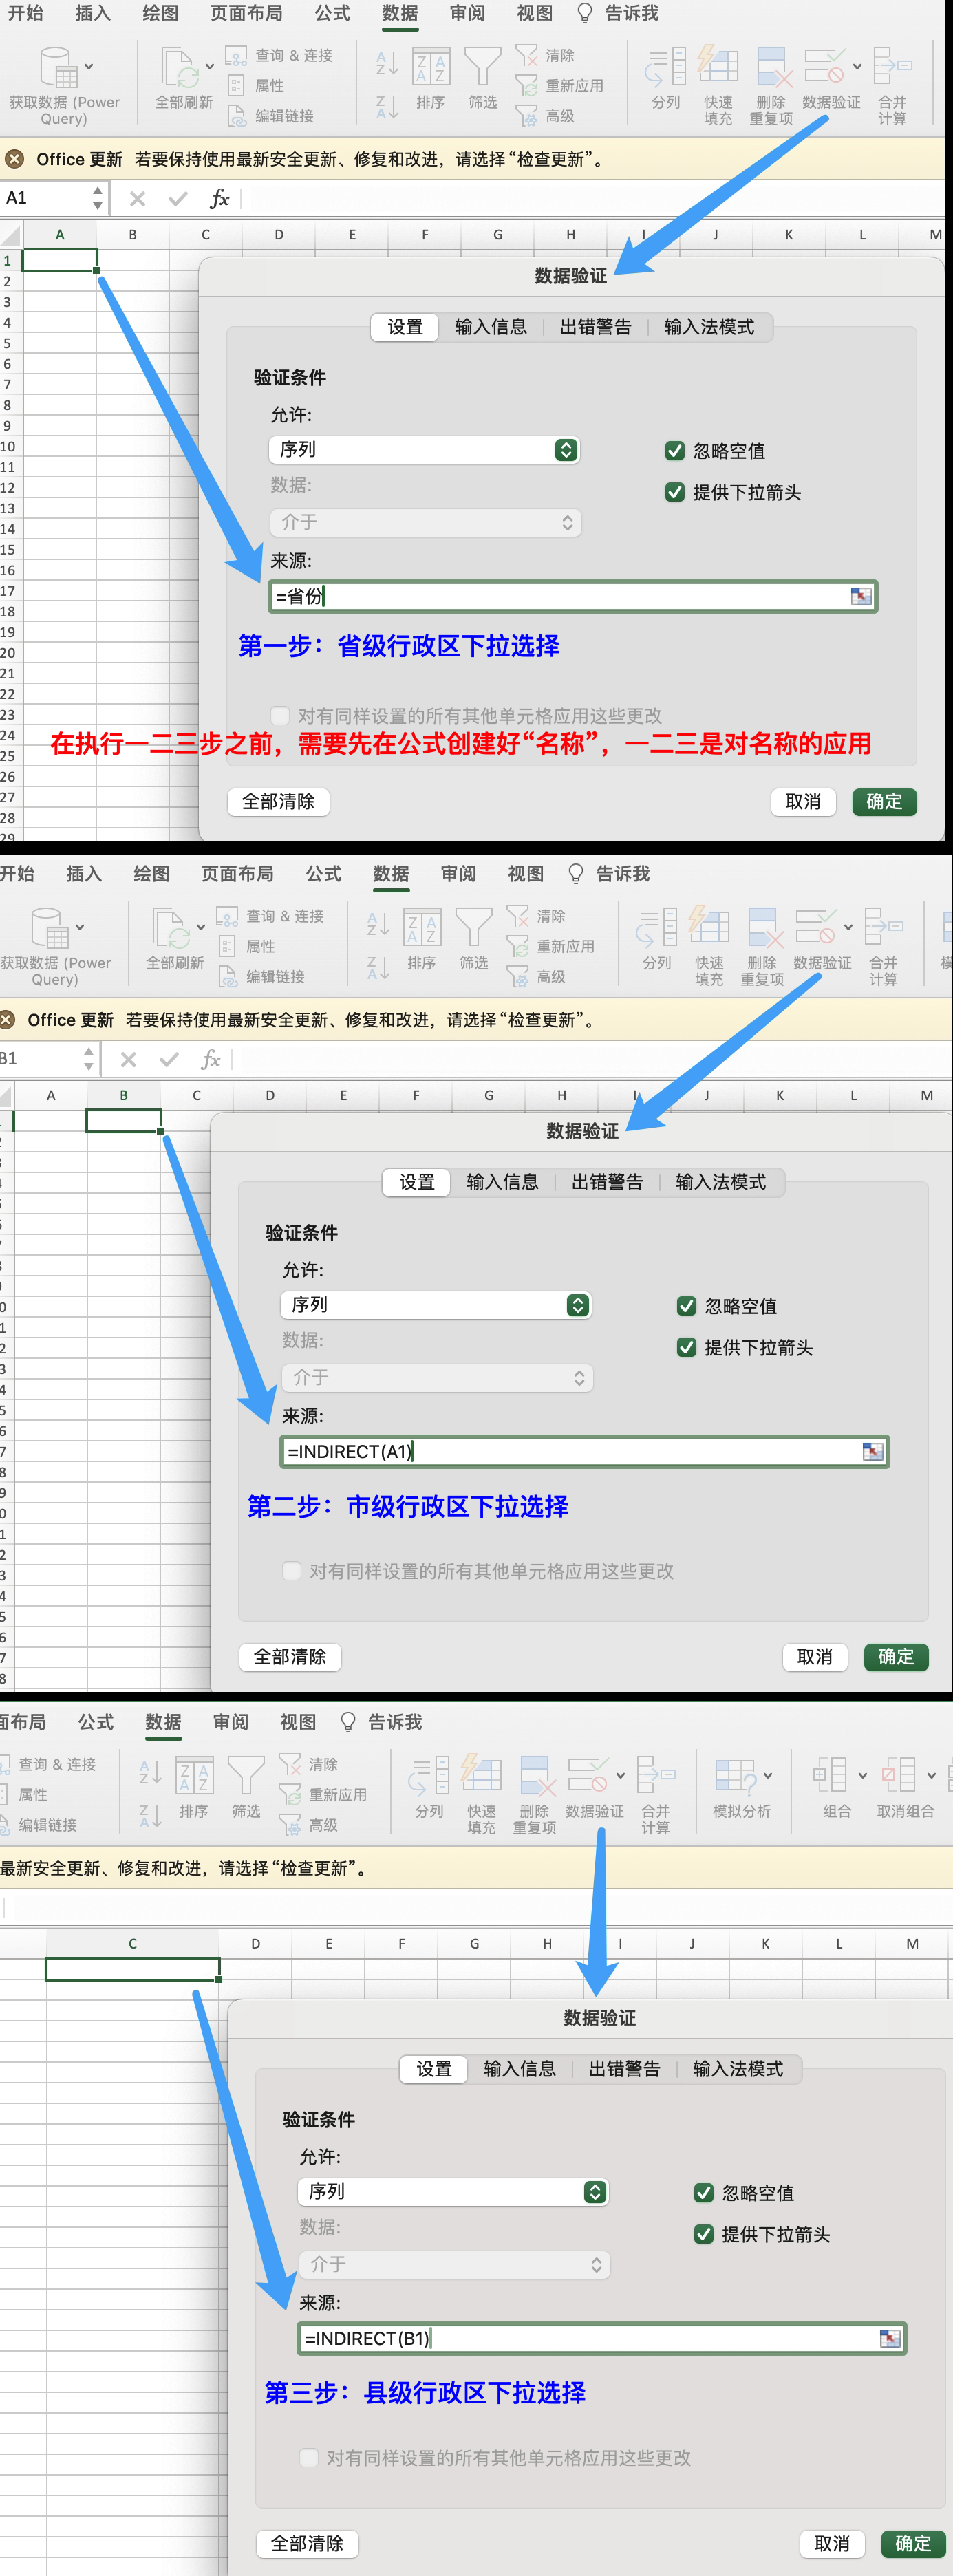 开始 插入 绘图 页面布局 公式 数据 审阅 视图 告诉我
获取数据 (Power Query) 全部刷新 查询 & 连接 属性 编辑链接 排序 筛选 清除 重新应用 高级 分列 快速填充 删除重复项 数据验证 合并计算
Office 更新 若要保持使用最新安全更新、修复和改进，请选择“检查更新”。
A1 fx
A B C D E F G H I J K L M
数据验证
设置 输入信息 出错警告 输入法模式
验证条件
允许:
序列 忽略空值
数据: 提供下拉箭头
介于
来源:
=省份
第一步：省级行政区下拉选择
对有同样设置的所有其他单元格应用这些更改
在执行一二三步之前，需要先在公式创建好“名称”，一二三是对名称的应用
全部清除 取消 确定
1
2
3
4
5
6
7
8
9
10
11
12
13
14
15
16
17
18
19
20
21
22
23
24
25
26
27
28
29
开始 插入 绘图 页面布局 公式 数据 审阅 视图 告诉我
获取数据 (Power Query) 全部刷新 查询 & 连接 属性 编辑链接 排序 筛选 清除 重新应用 高级 分列 快速填充 删除重复项 数据验证 合并计算
Office 更新 若要保持使用最新安全更新、修复和改进，请选择“检查更新”。
B1 fx
A B C D E F G H I J K L M
数据验证
设置 输入信息 出错警告 输入法模式
验证条件
允许:
序列 忽略空值
数据: 提供下拉箭头
介于
来源:
=INDIRECT(A1)
第二步：市级行政区下拉选择
对有同样设置的所有其他单元格应用这些更改
全部清除 取消 确定
面布局 公式 数据 审阅 视图 告诉我
查询 & 连接 属性 编辑链接 排序 筛选 清除 重新应用 高级 分列 快速填充 删除重复项 数据验证 合并计算 模拟分析 组合 取消组合
最新安全更新、修复和改进，请选择“检查更新”。
C D E F G H I J K L M
数据验证
设置 输入信息 出错警告 输入法模式
验证条件
允许:
序列 忽略空值
数据: 提供下拉箭头
介于
来源:
=INDIRECT(B1)
第三步：县级行政区下拉选择
对有同样设置的所有其他单元格应用这些更改
全部清除 取消 确定